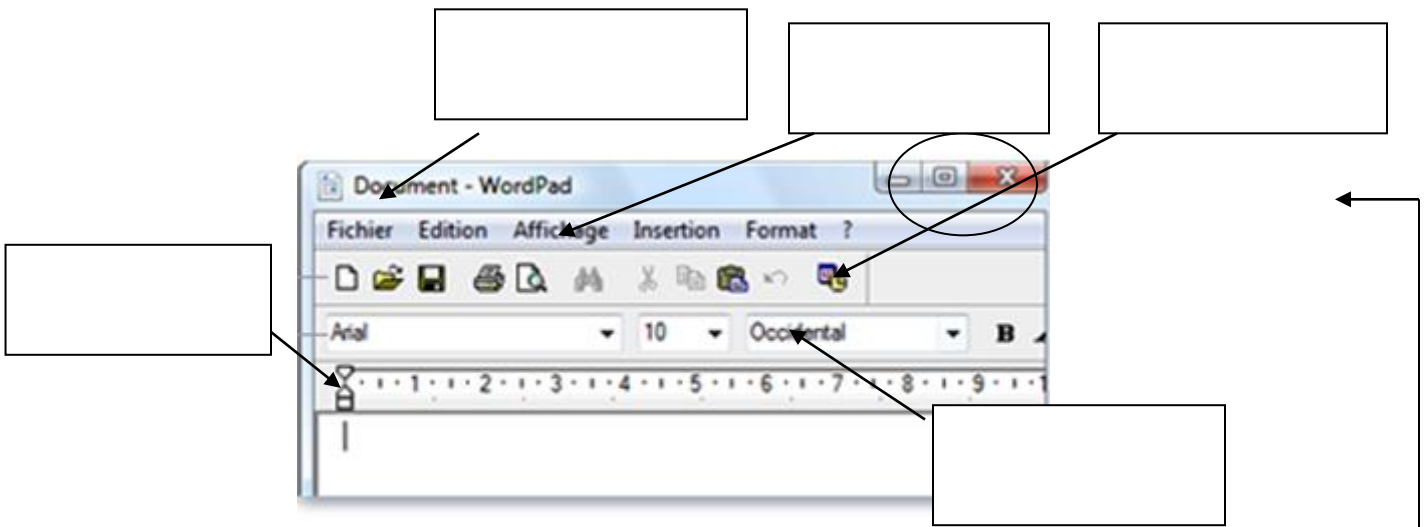 Document - WordPad
Fichier Edition Affichage Insertion Format ?
Arial 10 Occidental B
1 2 3 4 5 6 7 8 9 1